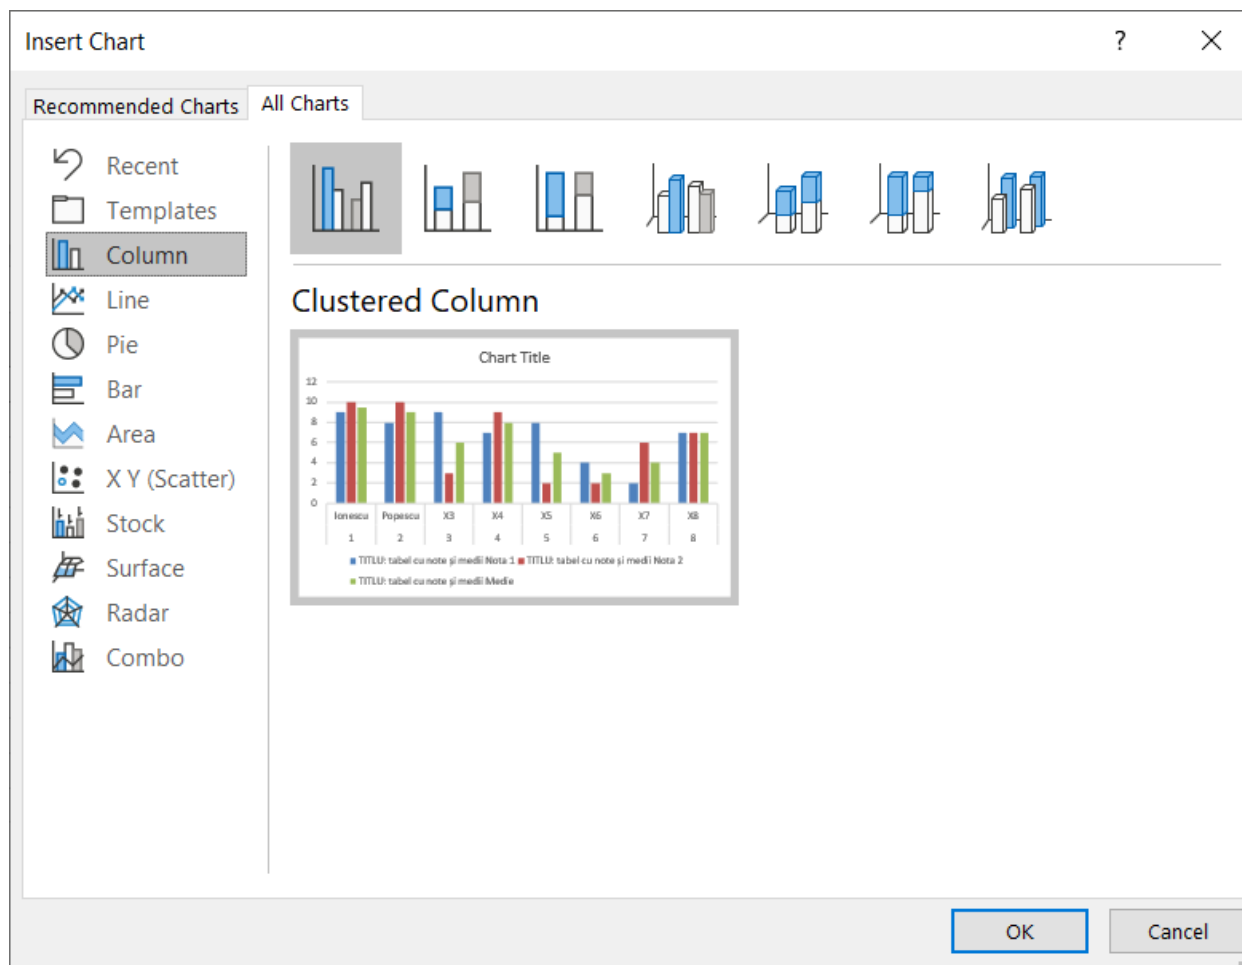 Insert Chart
?
Recommended Charts
All Charts
Recent
Templates
Column
Line
Pie
Bar
Area
X Y (Scatter)
Stock
Surface
Radar
Combo
Clustered Column
Chart Title
12
10
8
6
4
2
0
Ionescu Popescu X3 X4 X5 X6 X7 X8
1 2 3 4 5 6 7 8
TITLU: tabel cu note și medii Nota 1 TITLU: tabel cu note și medii Nota 2
TITLU: tabel cu note și medii Medie
OK
Cancel